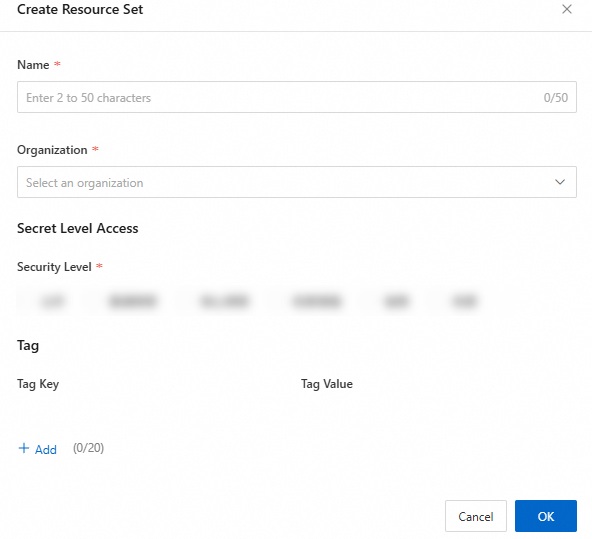 Create Resource Set
Name *
Enter 2 to 50 characters 0/50
Organization *
Select an organization
Secret Level Access
Security Level *
Tag
Tag Key Tag Value
+ Add (0/20)
Cancel OK